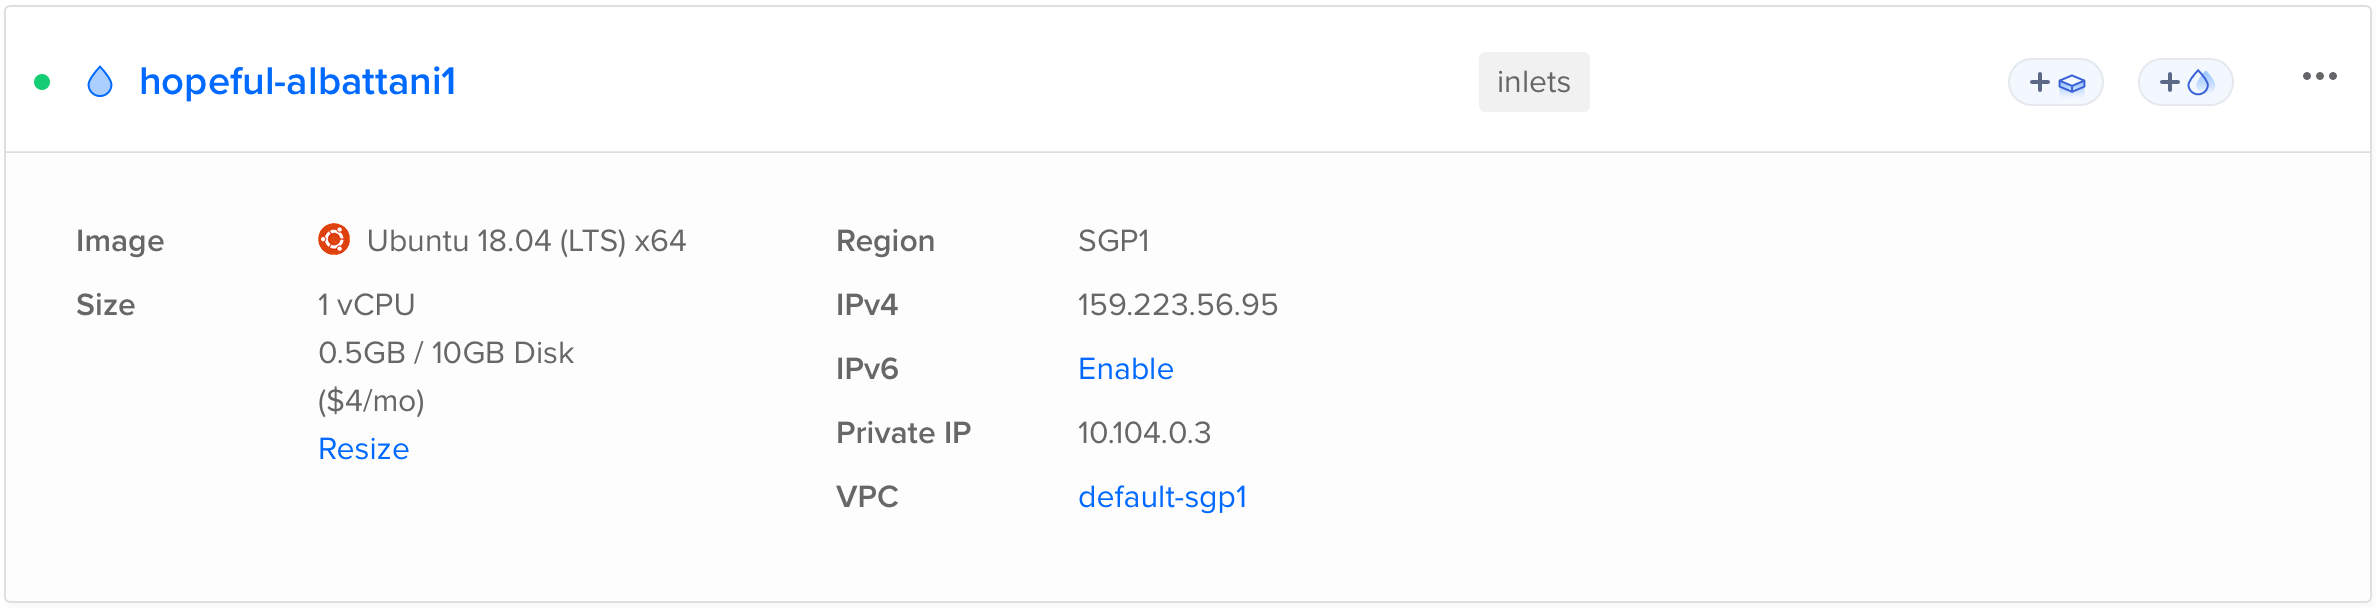 hopeful-albattani1
inlets
Image
Ubuntu 18.04 (LTS) x64
Size
1 vCPU
0.5GB / 10GB Disk
($4/mo)
Resize
Region
SGP1
IPv4
159.223.56.95
IPv6
Enable
Private IP
10.104.0.3
VPC
default-sgp1